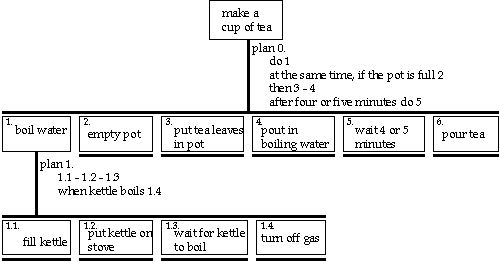 make a
cup of tea
plan 0.
do 1
at the same time, if the pot is full 2
then 3 - 4
after four or five minutes do 5
1.
boil water
2.
empty pot
3.
put tea leaves
in pot
4.
pout in
boiling water
5.
wait 4 or 5
minutes
6.
pour tea
plan 1.
1.1 - 1.2 - 1.3
when kettle boils 1.4
1.1.
fill kettle
1.2.
put kettle on
stove
1.3.
wait for kettle
to boil
1.4.
turn off gas